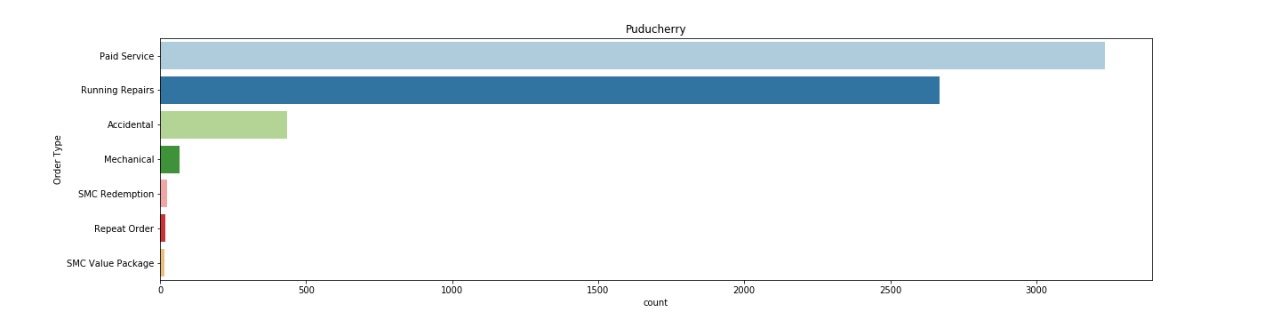 Puducherry
Order Type
Paid Service
Running Repairs
Accidental
Mechanical
SMC Redemption
Repeat Order
SMC Value Package
0 500 1000 1500 2000 2500 3000
count